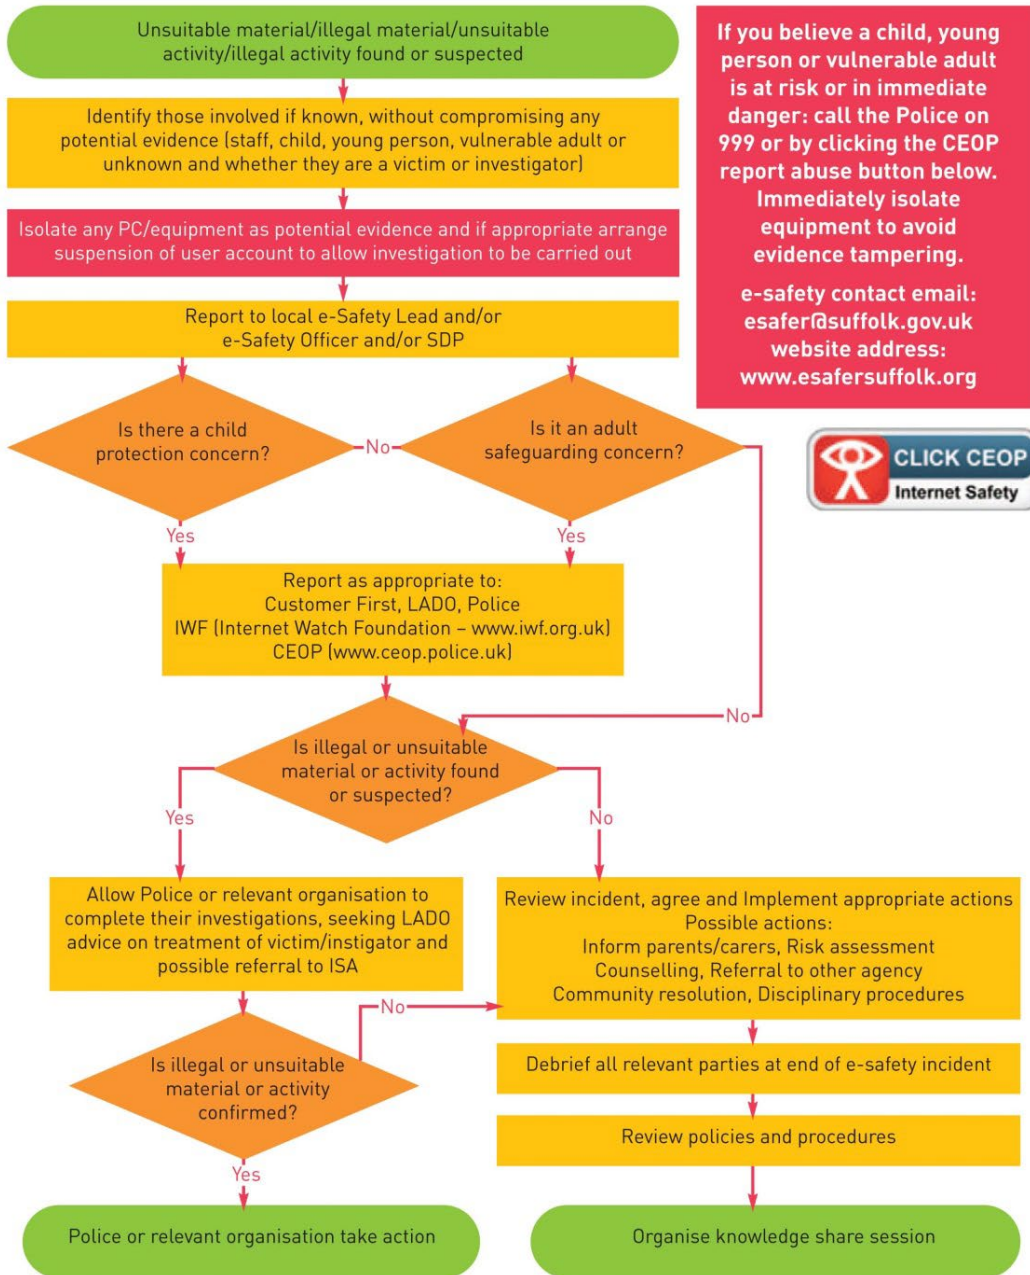 Unsuitable material/illegal material/unsuitable
activity/illegal activity found or suspected
Identify those involved if known, without compromising any
potential evidence (staff, child, young person, vulnerable adult or
unknown and whether they are a victim or investigator)
Isolate any PC/equipment as potential evidence and if appropriate arrange
suspension of user account to allow investigation to be carried out
Report to local e-Safety Lead and/or
e-Safety Officer and/or SDP
If you believe a child, young
person or vulnerable adult
is at risk or in immediate
danger: call the Police on
999 or by clicking the CEOP
report abuse button below.
Immediately isolate
equipment to avoid
evidence tampering.
e-safety contact email:
esafer@suffolk.gov.uk
website address:
www.esafersuffolk.org
CLICK CEOP
Internet Safety
Is there a child
protection concern?
No
Is it an adult
safeguarding concern?
Yes
Yes
Report as appropriate to:
Customer First, LADO, Police
IWF (Internet Watch Foundation – www.iwf.org.uk)
CEOP (www.ceop.police.uk)
No
Is illegal or unsuitable
material or activity found
or suspected?
Yes
No
Allow Police or relevant organisation to
complete their investigations, seeking LADO
advice on treatment of victim/instigator and
possible referral to ISA
Review incident, agree and Implement appropriate actions
Possible actions:
Inform parents/carers, Risk assessment
Counselling, Referral to other agency
Community resolution, Disciplinary procedures
No
Is illegal or unsuitable
material or activity
confirmed?
Debrief all relevant parties at end of e-safety incident
Review policies and procedures
Yes
Police or relevant organisation take action
Organise knowledge share session